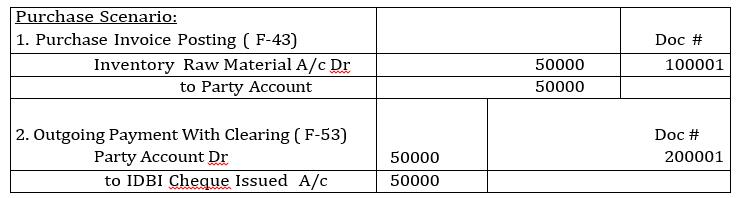 Purchase Scenario:
1. Purchase Invoice Posting ( F-43) Doc #
Inventory Raw Material A/c Dr 50000 100001
to Party Account 50000
2. Outgoing Payment With Clearing ( F-53) Doc #
Party Account Dr 50000 200001
to IDBI Cheque Issued A/c 50000